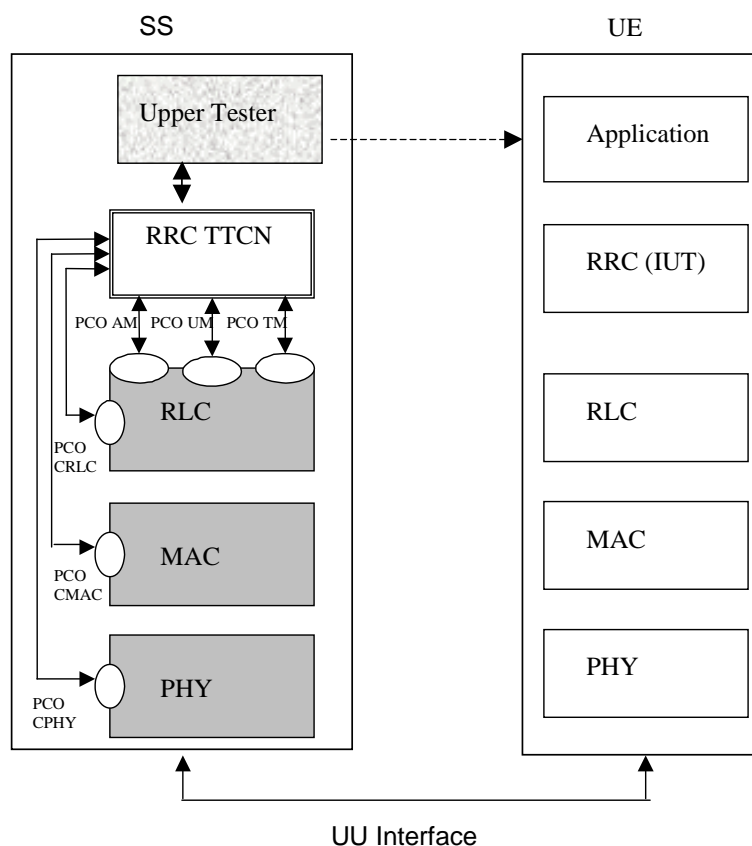 SS
UE
Upper Tester
Application
RRC TTCN
RRC (IUT)
PCO AM
PCO UM
PCO TM
RLC
RLC
PCO
CRLC
MAC
MAC
PCO
CMAC
PHY
PHY
PCO
CPHY
UU Interface